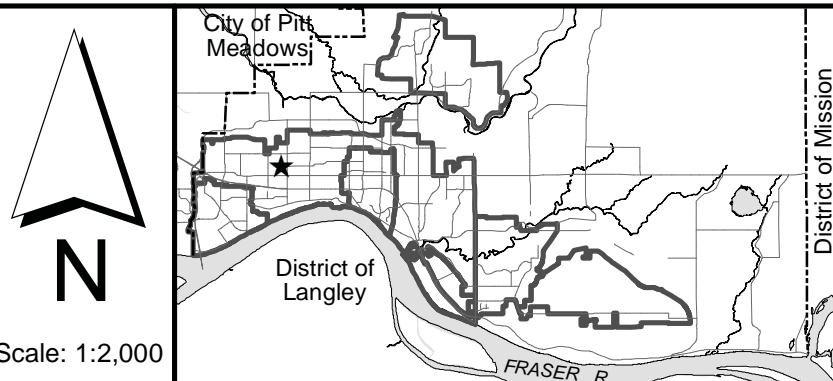 City of Pitt
Meadows
District of Mission
District of
Langley
N
Scale: 1:2,000
FRASER R.